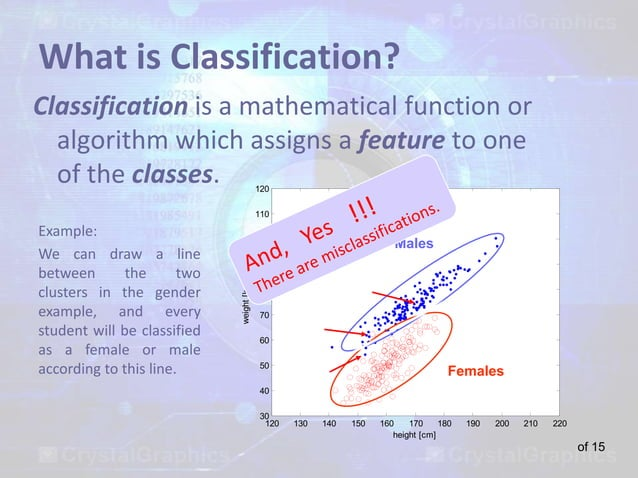 What is Classification?
Classification is a mathematical function or
algorithm which assigns a feature to one
of the classes.
Example:
We can draw a line
between the two
clusters in the gender
example, and every
student will be classified
as a female or male
according to this line.
And, Yes !!!
There are misclassifications.
120
110
70
60
50
40
30
weight
Males
Females
120 130 140 150 160 170 180 190 200 210 220
height [cm]
of 15
CrystalGraphics
CrystalGraphics
CrystalGraphics
CrystalGraphics